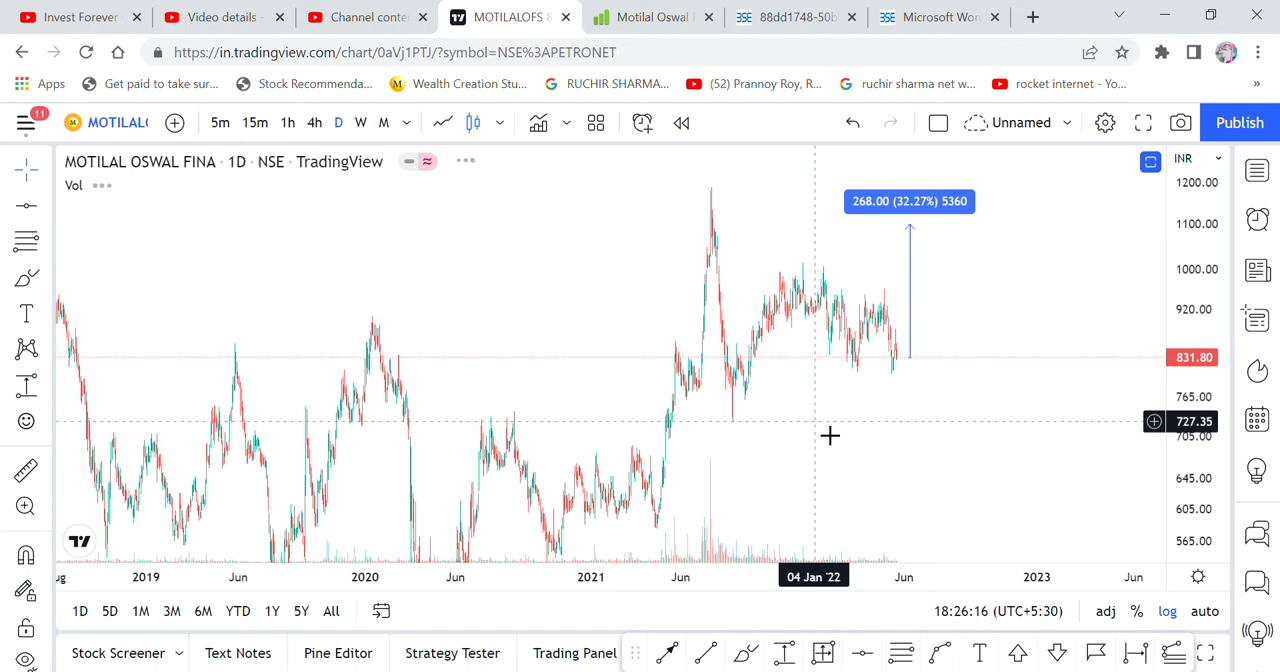 Invest Forever
Video details -
Channel conte
MOTILALOFS 8
Motilal Oswal
88dd1748-50b
Microsoft Wor
https://in.tradingview.com/chart/0aVj1PTJ/?symbol=NSE%3APETRONET
Apps
Get paid to take sur...
Stock Recommenda...
Wealth Creation Stu...
RUCHIR SHARMA...
(52) Prannoy Roy, R...
ruchir sharma net w...
rocket internet - Yo...
»
11
MOTILAL
5m 15m 1h 4h D W M
Unnamed
Publish
MOTILAL OSWAL FINA · 1D · NSE · TradingView
INR
Vol
268.00 (32.27%) 5360
1200.00
1100.00
1000.00
920.00
831.80
765.00
727.35
705.00
645.00
605.00
565.00
ug 2019 Jun 2020 Jun 2021 Jun 04 Jan '22 Jun 2023 Jun
1D 5D 1M 3M 6M YTD 1Y 5Y All
18:26:16 (UTC+5:30) adj % log auto
Stock Screener Text Notes Pine Editor Strategy Tester Trading Panel